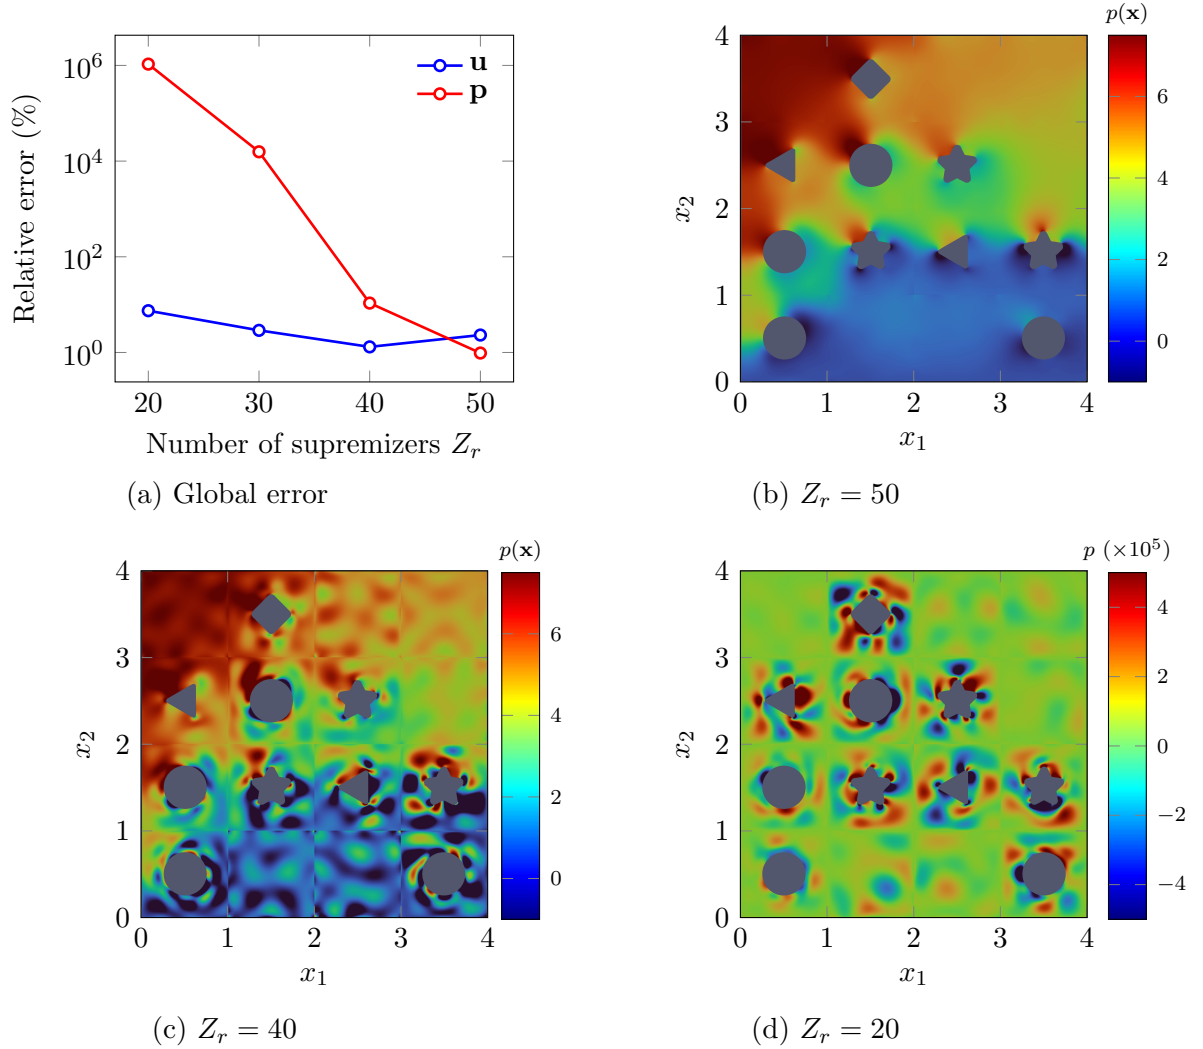 10^6
10^4
10^2
10^0
Relative error (%)
u
p
20 30 40 50
Number of supremizers Z_r
(a) Global error
p(x)
4
3
2
1
0
x_2
0 1 2 3 4
x_1
6
4
2
0
(b) Z_r = 50
p(x)
4
3
2
1
0
x_2
0 1 2 3 4
x_1
6
4
2
0
(c) Z_r = 40
p (×10^5)
4
3
2
1
0
x_2
0 1 2 3 4
x_1
4
2
0
−2
−4
(d) Z_r = 20